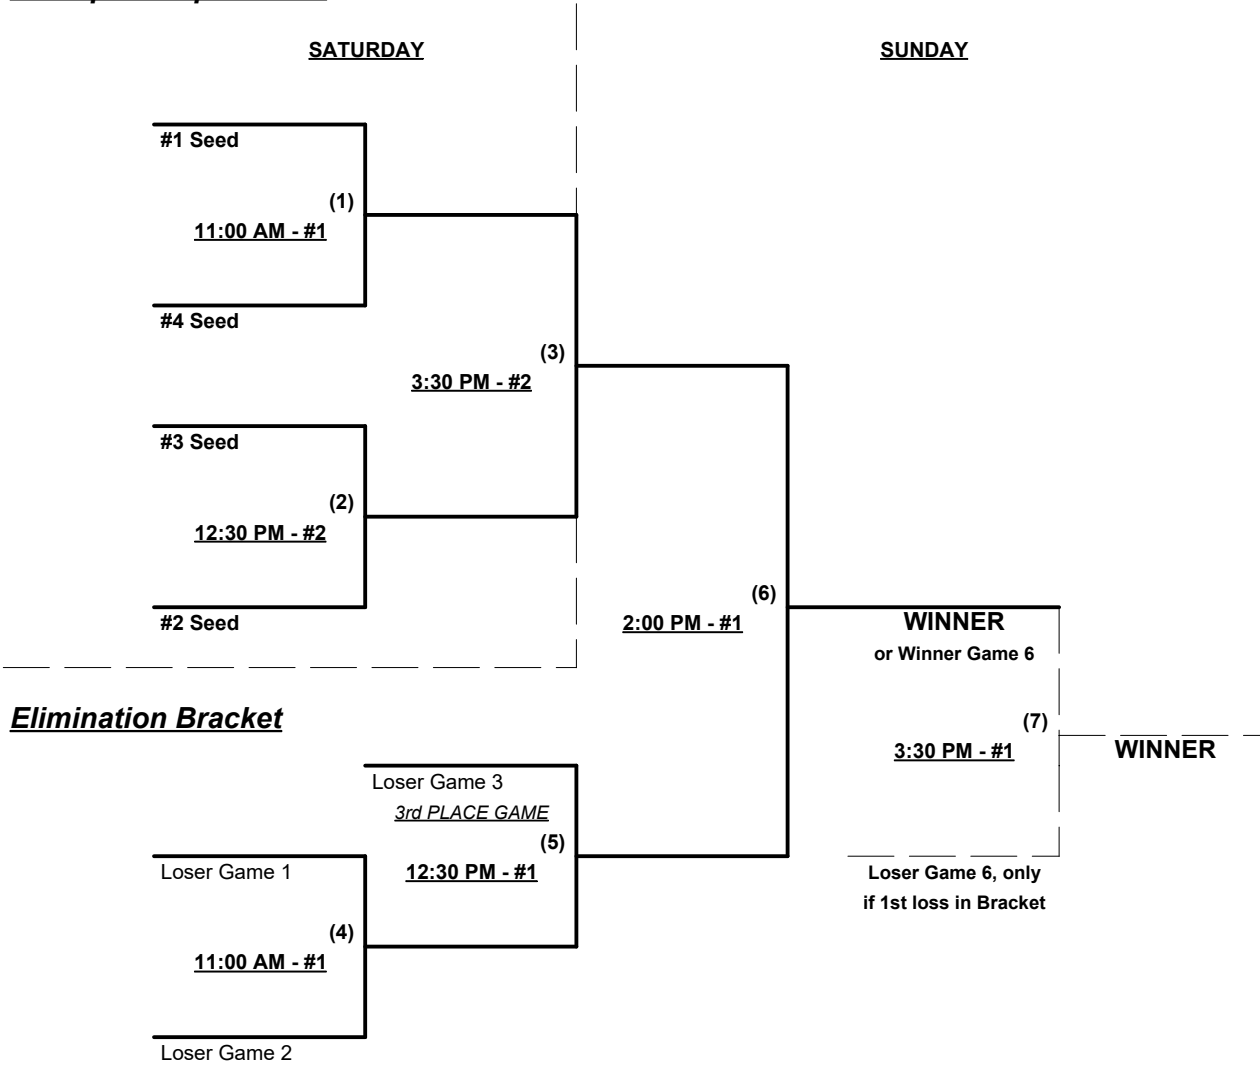 SATURDAY
SUNDAY
#1 Seed
(1)
11:00 AM - #1
#4 Seed
(3)
3:30 PM - #2
#3 Seed
(2)
12:30 PM - #2
#2 Seed
(6)
2:00 PM - #1
WINNER
or Winner Game 6
Elimination Bracket
(7)
3:30 PM - #1
WINNER
Loser Game 3
3rd PLACE GAME
(5)
12:30 PM - #1
Loser Game 1
Loser Game 6, only
if 1st loss in Bracket
(4)
11:00 AM - #1
Loser Game 2